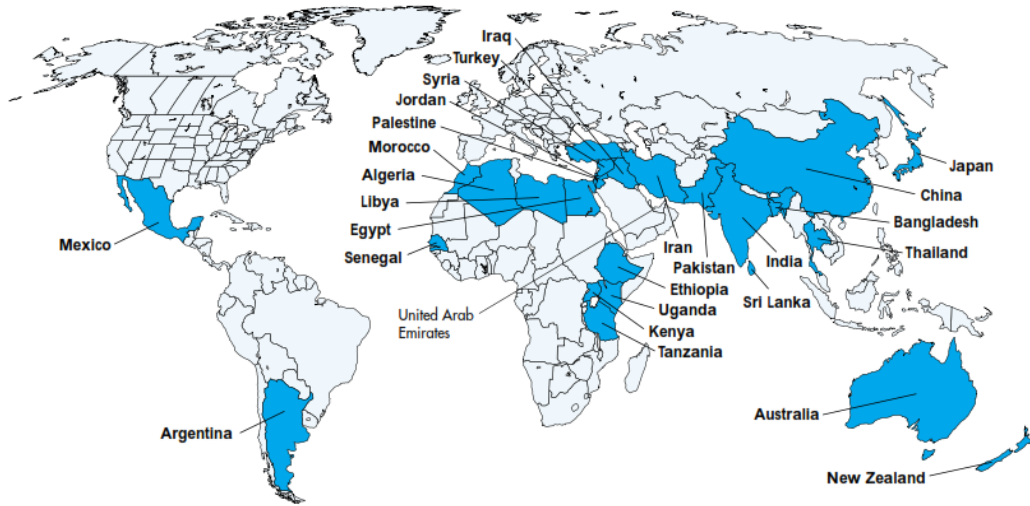 Iraq
Turkey
Syria
Jordan
Palestine
Morocco
Algeria
Libya
Egypt
Senegal
Mexico
United Arab
Emirates
Iran
Pakistan
Ethiopia
Uganda
Kenya
Tanzania
India
Sri Lanka
Japan
China
Bangladesh
Thailand
Argentina
Australia
New Zealand